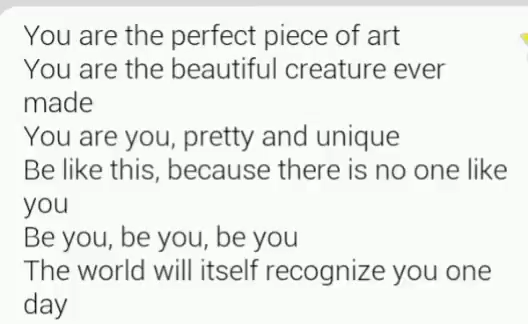 You are the perfect piece of art
You are the beautiful creature ever
made
You are you, pretty and unique
Be like this, because there is no one like
you
Be you, be you, be you
The world will itself recognize you one
day